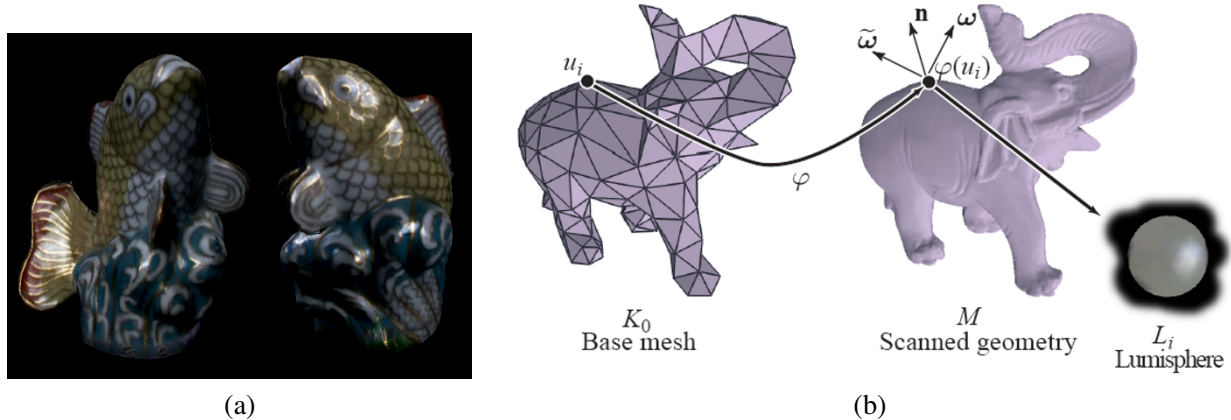 n
ω
ω̃
u_i
φ(u_i)
φ
K_0
Base mesh
M
Scanned geometry
L_i
Lumisphere
(a)
(b)